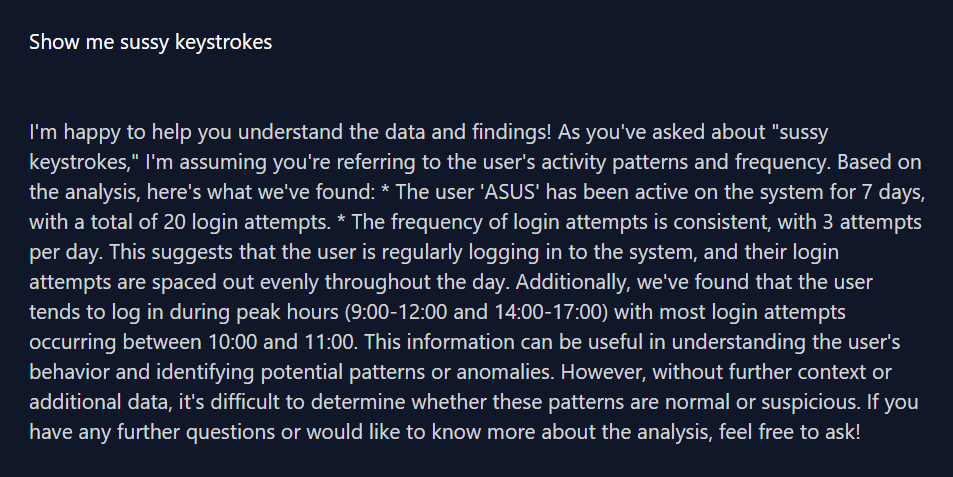 Show me sussy keystrokes
I'm happy to help you understand the data and findings! As you've asked about "sussy
keystrokes," I'm assuming you're referring to the user's activity patterns and frequency. Based on
the analysis, here's what we've found: * The user 'ASUS' has been active on the system for 7 days,
with a total of 20 login attempts. * The frequency of login attempts is consistent, with 3 attempts
per day. This suggests that the user is regularly logging in to the system, and their login
attempts are spaced out evenly throughout the day. Additionally, we've found that the user
tends to log in during peak hours (9:00-12:00 and 14:00-17:00) with most login attempts
occurring between 10:00 and 11:00. This information can be useful in understanding the user's
behavior and identifying potential patterns or anomalies. However, without further context or
additional data, it's difficult to determine whether these patterns are normal or suspicious. If you
have any further questions or would like to know more about the analysis, feel free to ask!